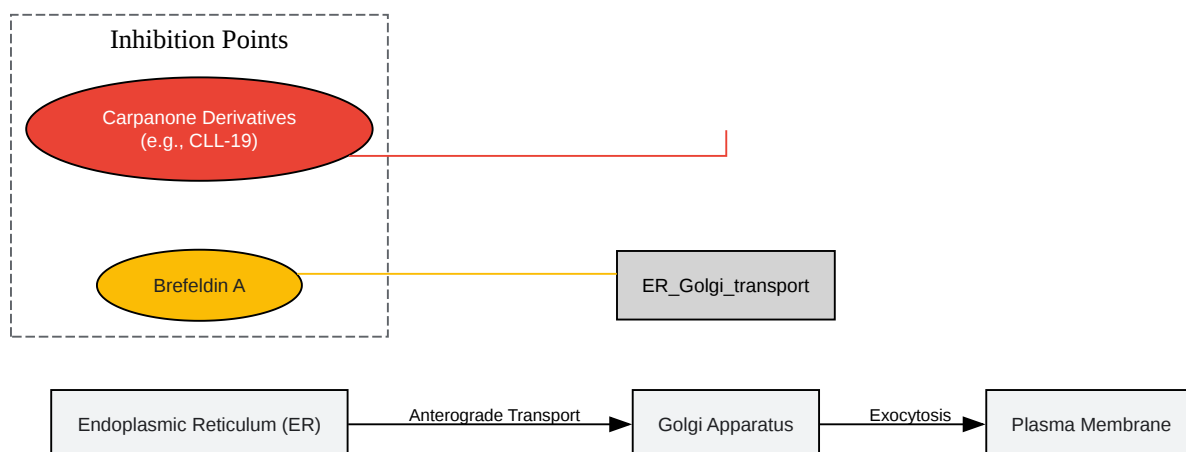 Inhibition Points
Carpanone Derivatives
(e.g., CLL-19)
Brefeldin A
ER_Golgi_transport
Endoplasmic Reticulum (ER)
Anterograde Transport
Golgi Apparatus
Exocytosis
Plasma Membrane